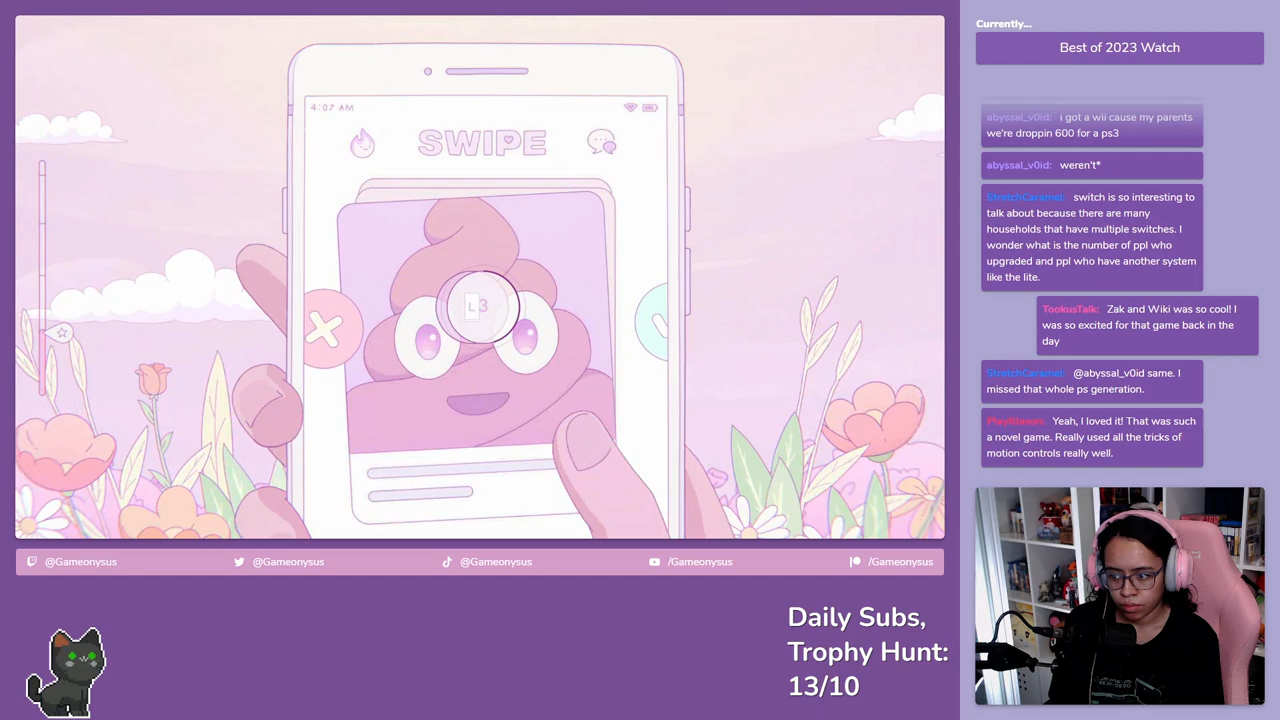 4:07 AM
SWIPE
L3
@Gameonysus
@Gameonysus
@Gameonysus
/Gameonysus
/Gameonysus
Daily Subs,
Trophy Hunt:
13/10
Currently...
Best of 2023 Watch
abyssal_v0id: i got a wii cause my parents
we're droppin 600 for a ps3
abyssal_v0id: weren't*
StretchCaramel: switch is so interesting to
talk about because there are many
households that have multiple switches. I
wonder what is the number of ppl who
upgraded and ppl who have another system
like the lite.
TookusTalk: Zak and Wiki was so cool! I
was so excited for that game back in the
day
StretchCaramel: @abyssal_v0id same. I
missed that whole ps generation.
Yeah, I loved it! That was such
a novel game. Really used all the tricks of
motion controls really well.